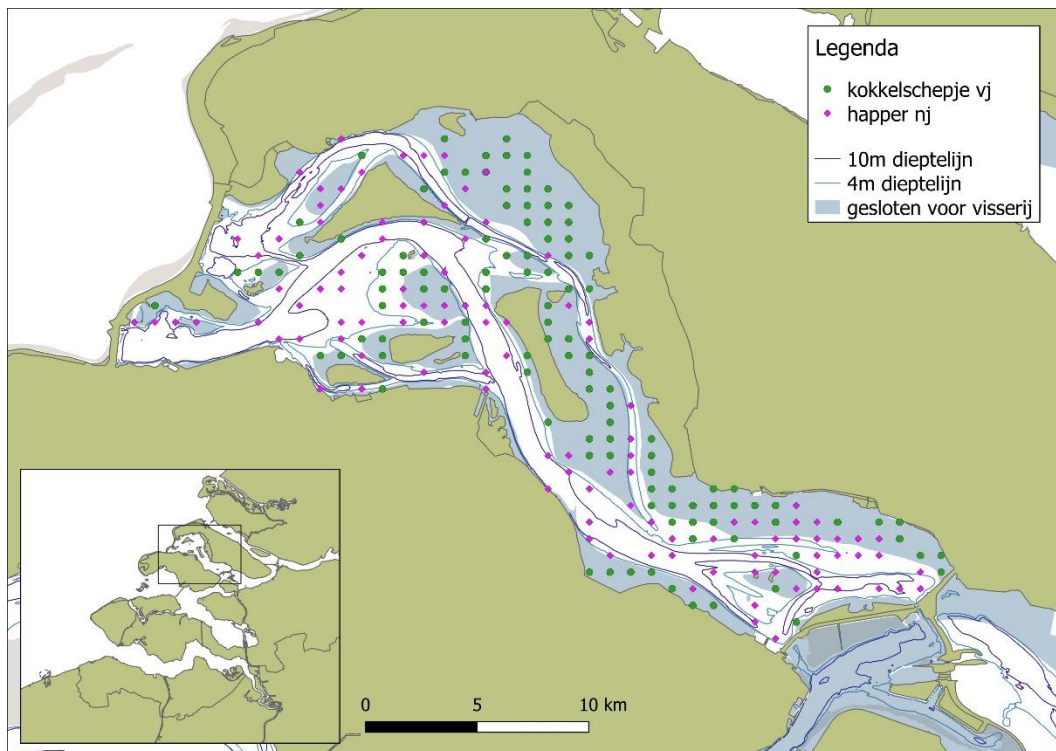 Legenda
kokkelschepje vj
happer nj
10m dieptelijn
4m dieptelijn
gesloten voor visserij
0 5 10 km